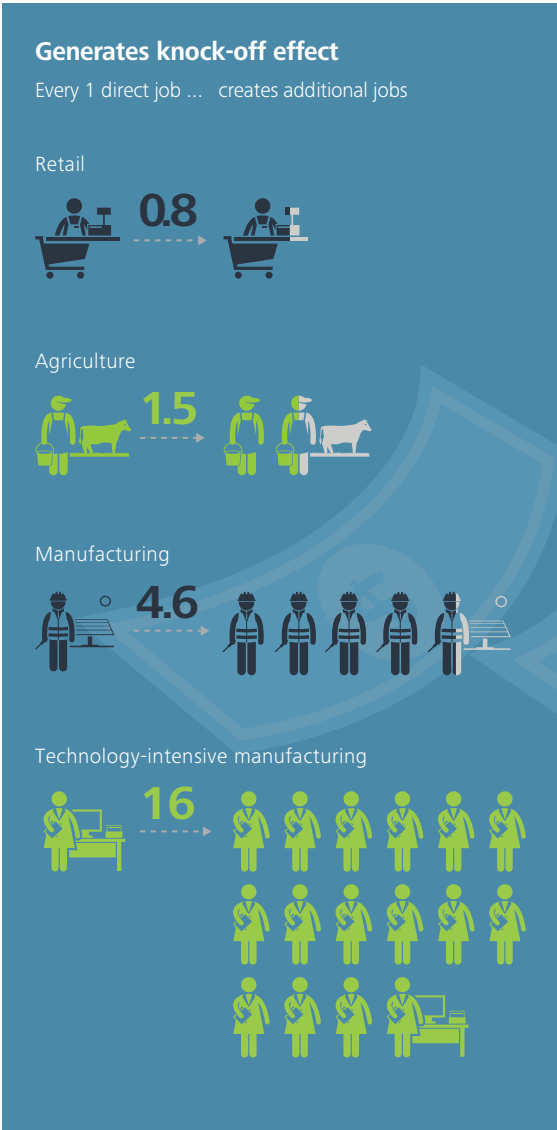 Generates knock-off effect
Every 1 direct job ... creates additional jobs
Retail
0.8
Agriculture
1.5
Manufacturing
4.6
Technology-intensive manufacturing
16